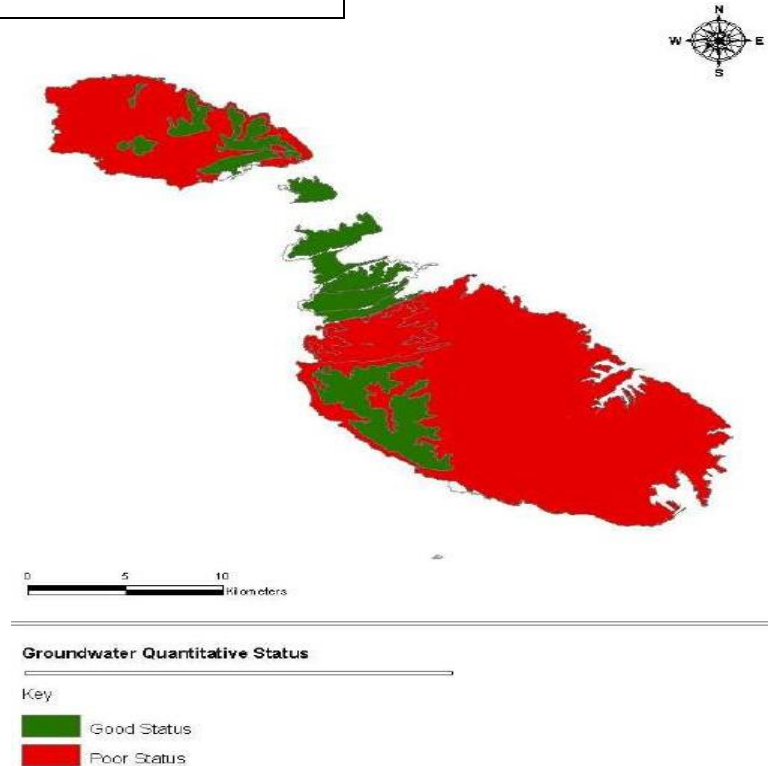 N
W E
S
0 5 10
Kilometers
Groundwater Quantitative Status
Key
Good Status
Poor Status